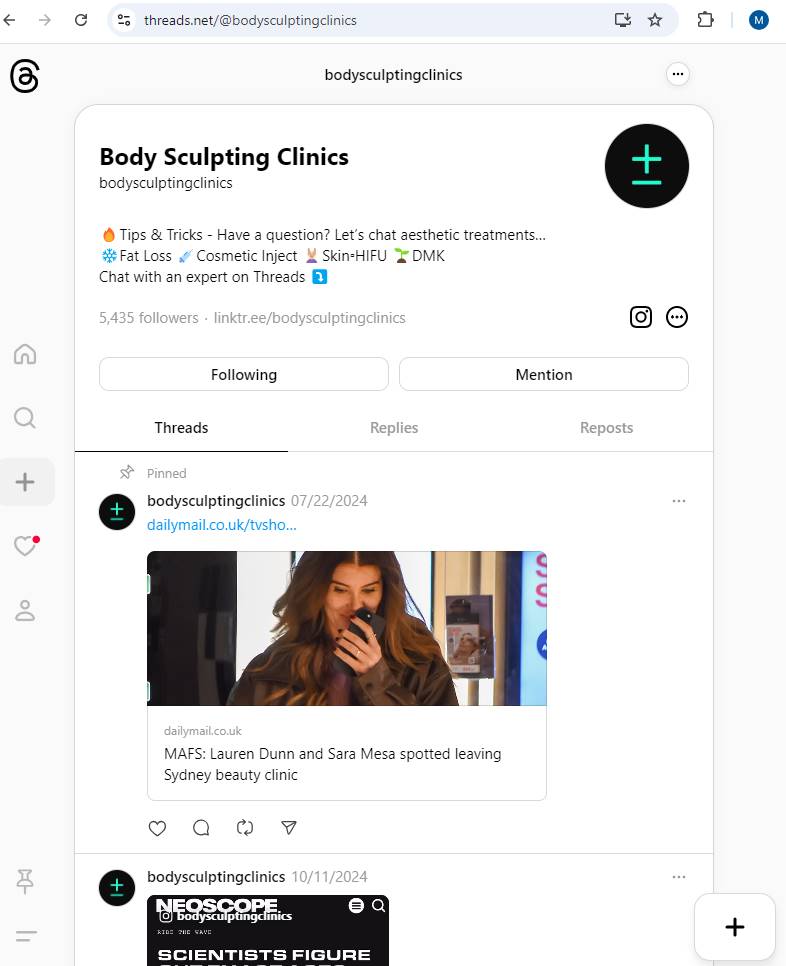 threads.net/@bodysculptingclinics
M
bodysculptingclinics
Body Sculpting Clinics
bodysculptingclinics
🔥Tips & Tricks - Have a question? Let’s chat aesthetic treatments...
❄️Fat Loss 💉Cosmetic Inject 💆🏼‍♀️Skin+HIFU 🌱DMK
Chat with an expert on Threads ⤵️
5,435 followers · linktr.ee/bodysculptingclinics
Following
Mention
Threads
Replies
Reposts
Pinned
bodysculptingclinics 07/22/2024
dailymail.co.uk/tvsho...
dailymail.co.uk
MAFS: Lauren Dunn and Sara Mesa spotted leaving
Sydney beauty clinic
bodysculptingclinics 10/11/2024
NEOSCOPE
bodysculptingclinics
RIDE THE WAVE
SCIENTISTS FIGURE